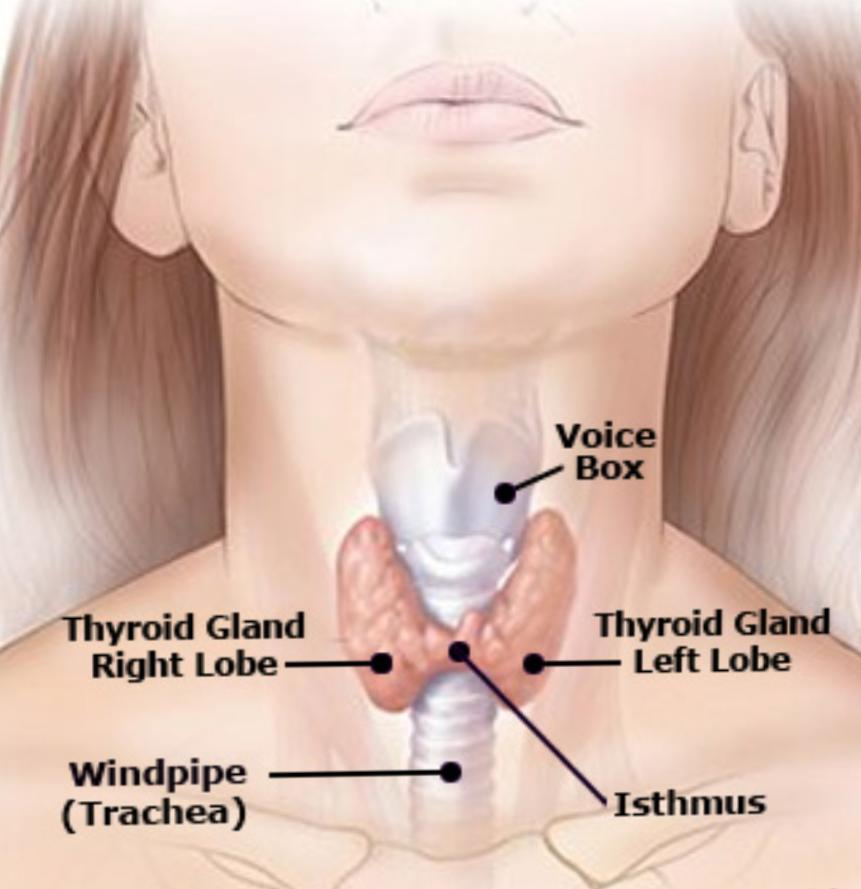 Voice
Box
Thyroid Gland
Right Lobe
Thyroid Gland
Left Lobe
Windpipe
(Trachea)
Isthmus